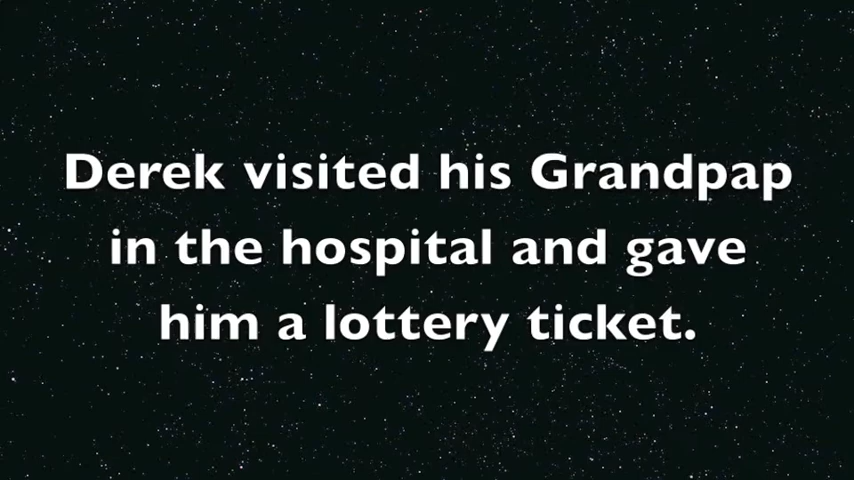 Derek visited his Grandpap
in the hospital and gave
him a lottery ticket.